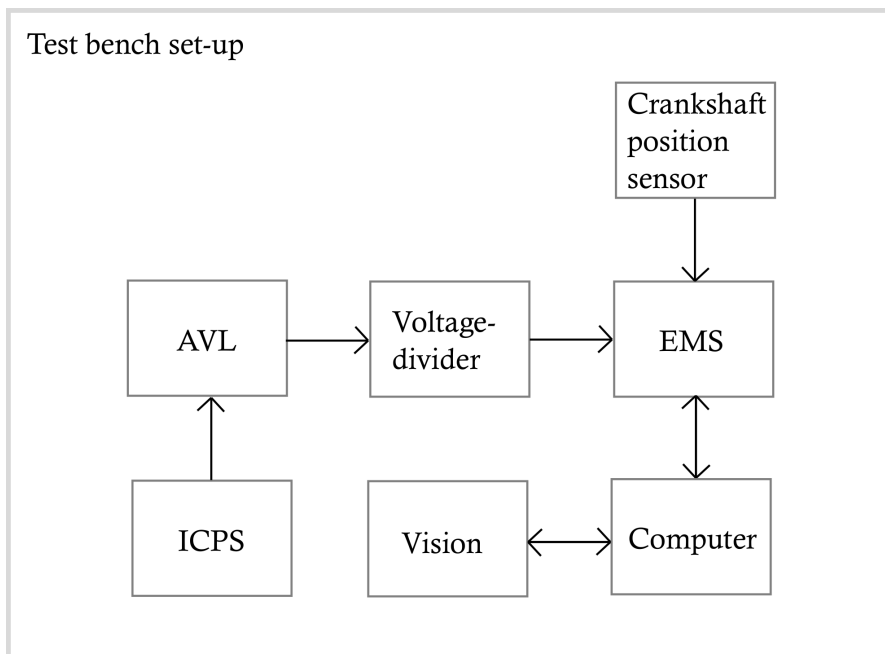 Test bench set-up
Crankshaft
position
sensor
AVL
Voltage-
divider
EMS
ICPS
Vision
Computer